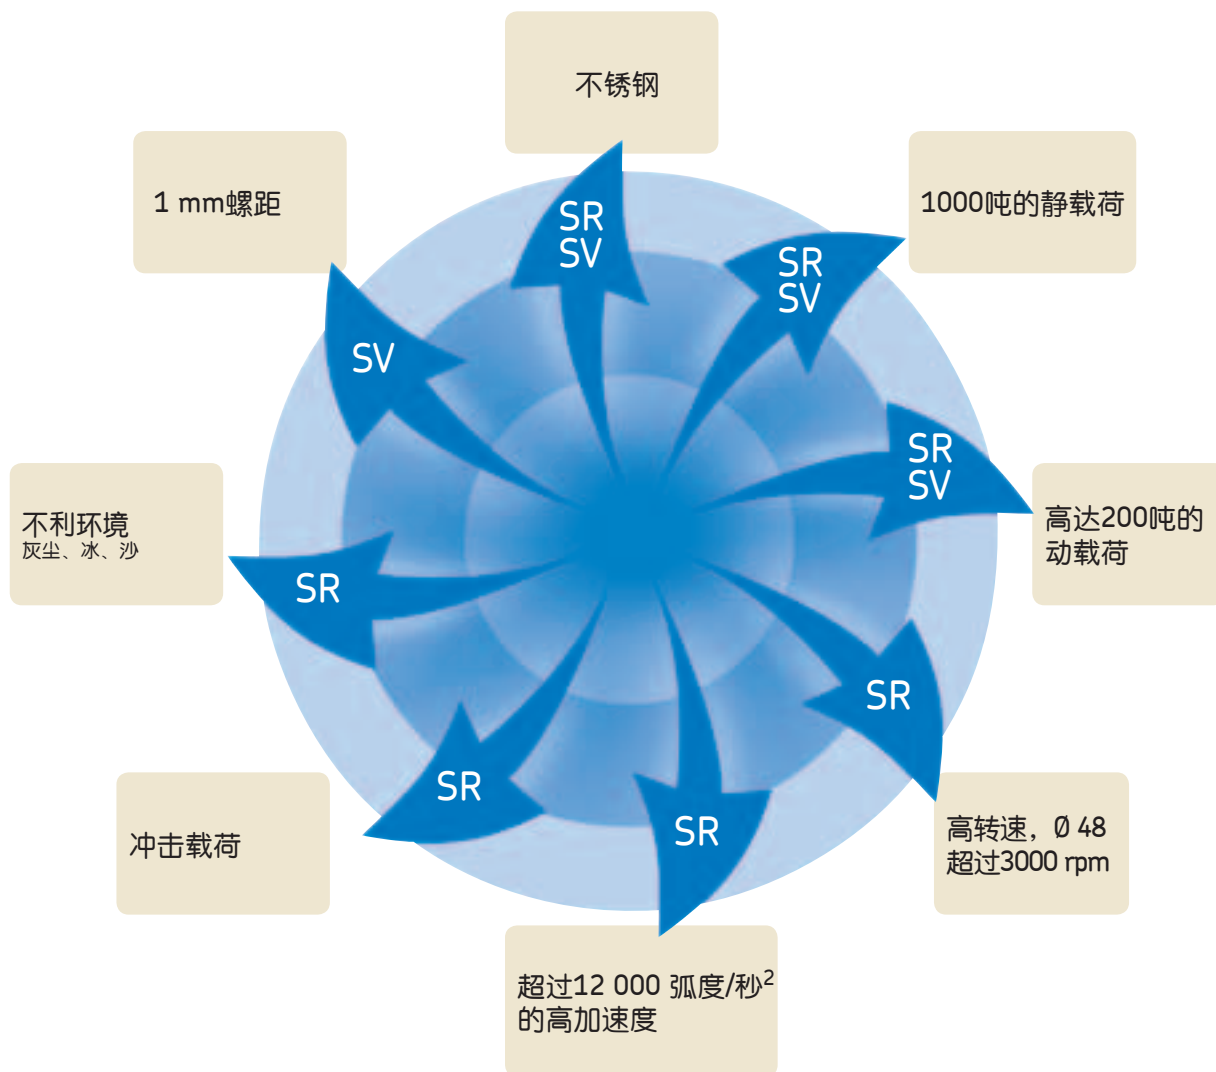 不锈钢
SR
SV
1000吨的静载荷
SR
SV
高达200吨的
动载荷
SR
SV
高转速，Ø 48
超过3000 rpm
SR
超过12 000 弧度/秒²
的高加速度
SR
冲击载荷
SR
不利环境
灰尘、冰、沙
SR
1 mm螺距
SV